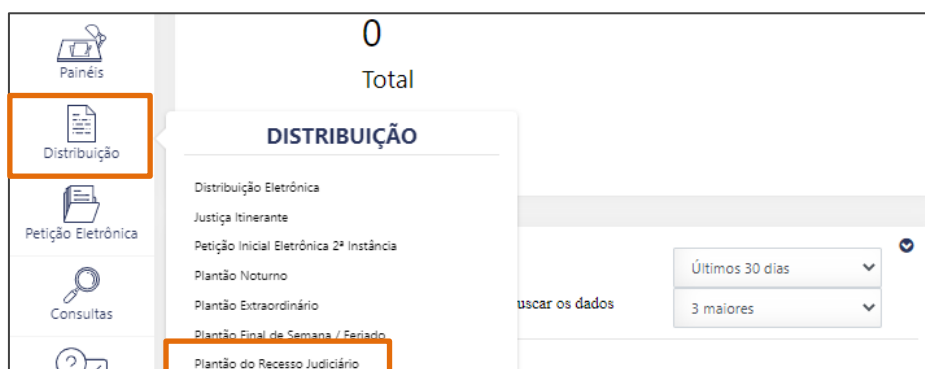 Painéis
Distribuição
Petição Eletrônica
Consultas
0
Total
DISTRIBUIÇÃO
Distribuição Eletrônica
Justiça Itinerante
Petição Inicial Eletrônica 2ª Instância
Plantão Noturno
Plantão Extraordinário
Plantão Final de Semana / Feriado
Plantão do Recesso Judiciário
uscar os dados
Últimos 30 dias
3 maiores